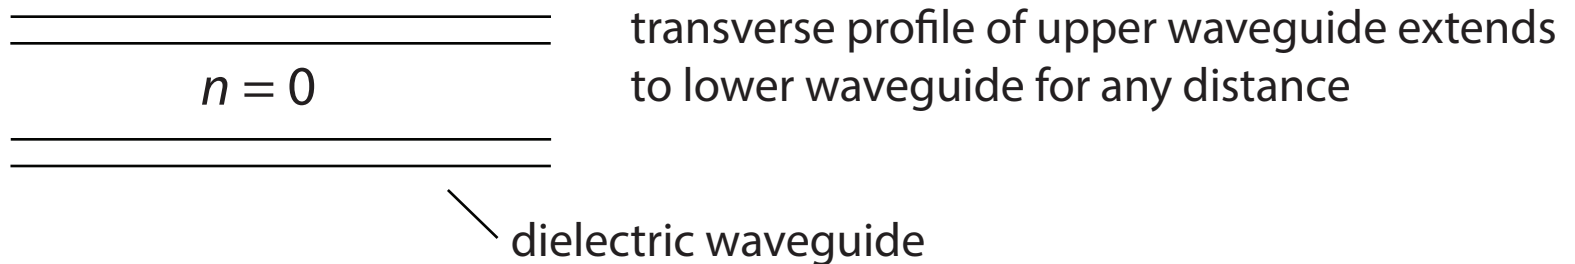 transverse profile of upper waveguide extends
n = 0
to lower waveguide for any distance
dielectric waveguide